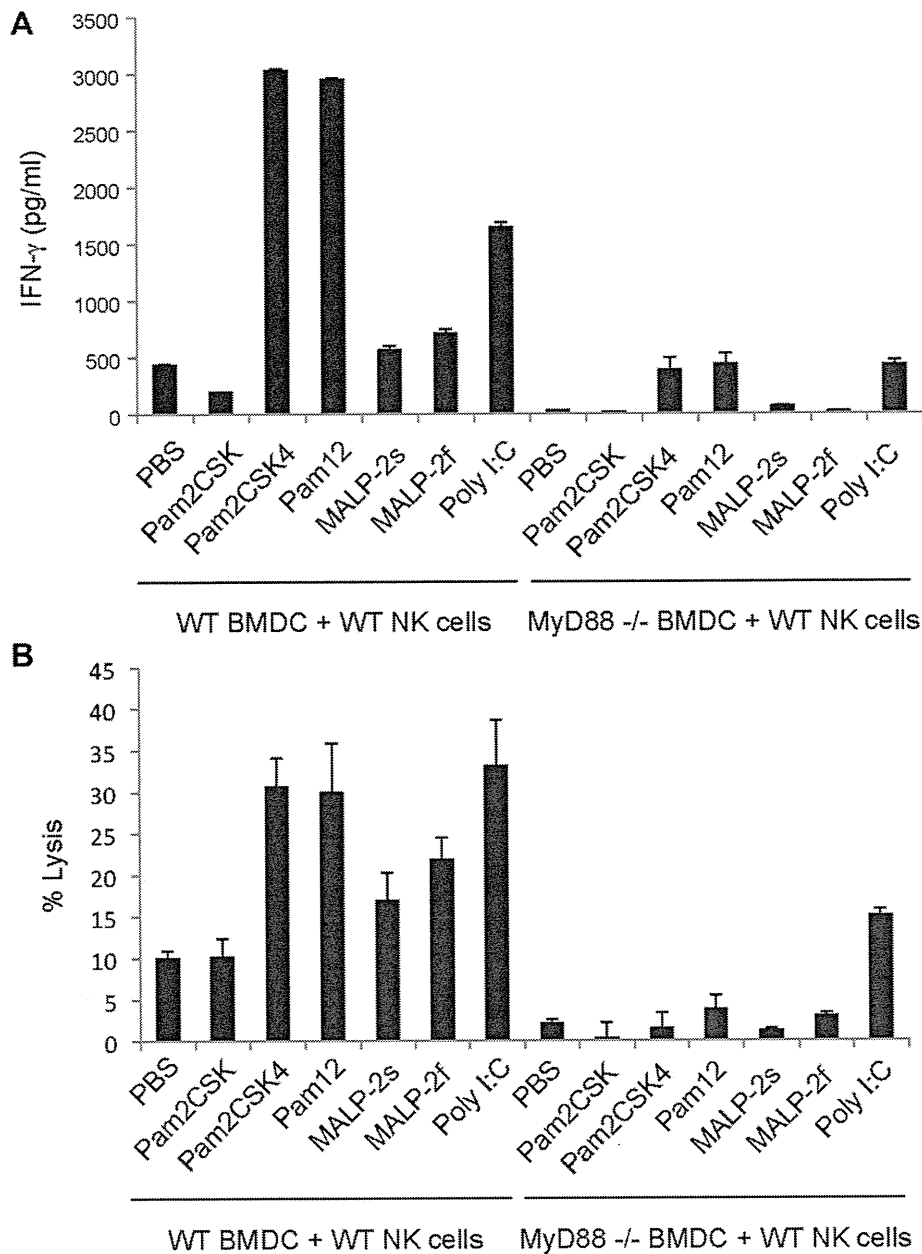 A
IFN-γ (pg/ml)
3500
3000
2500
2000
1500
1000
500
0
PBS
Pam2CSK
Pam2CSK4
Pam12
MALP-2s
MALP-2f
Poly I:C
PBS
Pam2CSK
Pam2CSK4
Pam12
MALP-2s
MALP-2f
Poly I:C
WT BMDC + WT NK cells
MyD88 -/- BMDC + WT NK cells
B
% Lysis
45
40
35
30
25
20
15
10
5
0
PBS
Pam2CSK
Pam2CSK4
Pam12
MALP-2s
MALP-2f
Poly I:C
PBS
Pam2CSK
Pam2CSK4
Pam12
MALP-2s
MALP-2f
Poly I:C
WT BMDC + WT NK cells
MyD88 -/- BMDC + WT NK cells